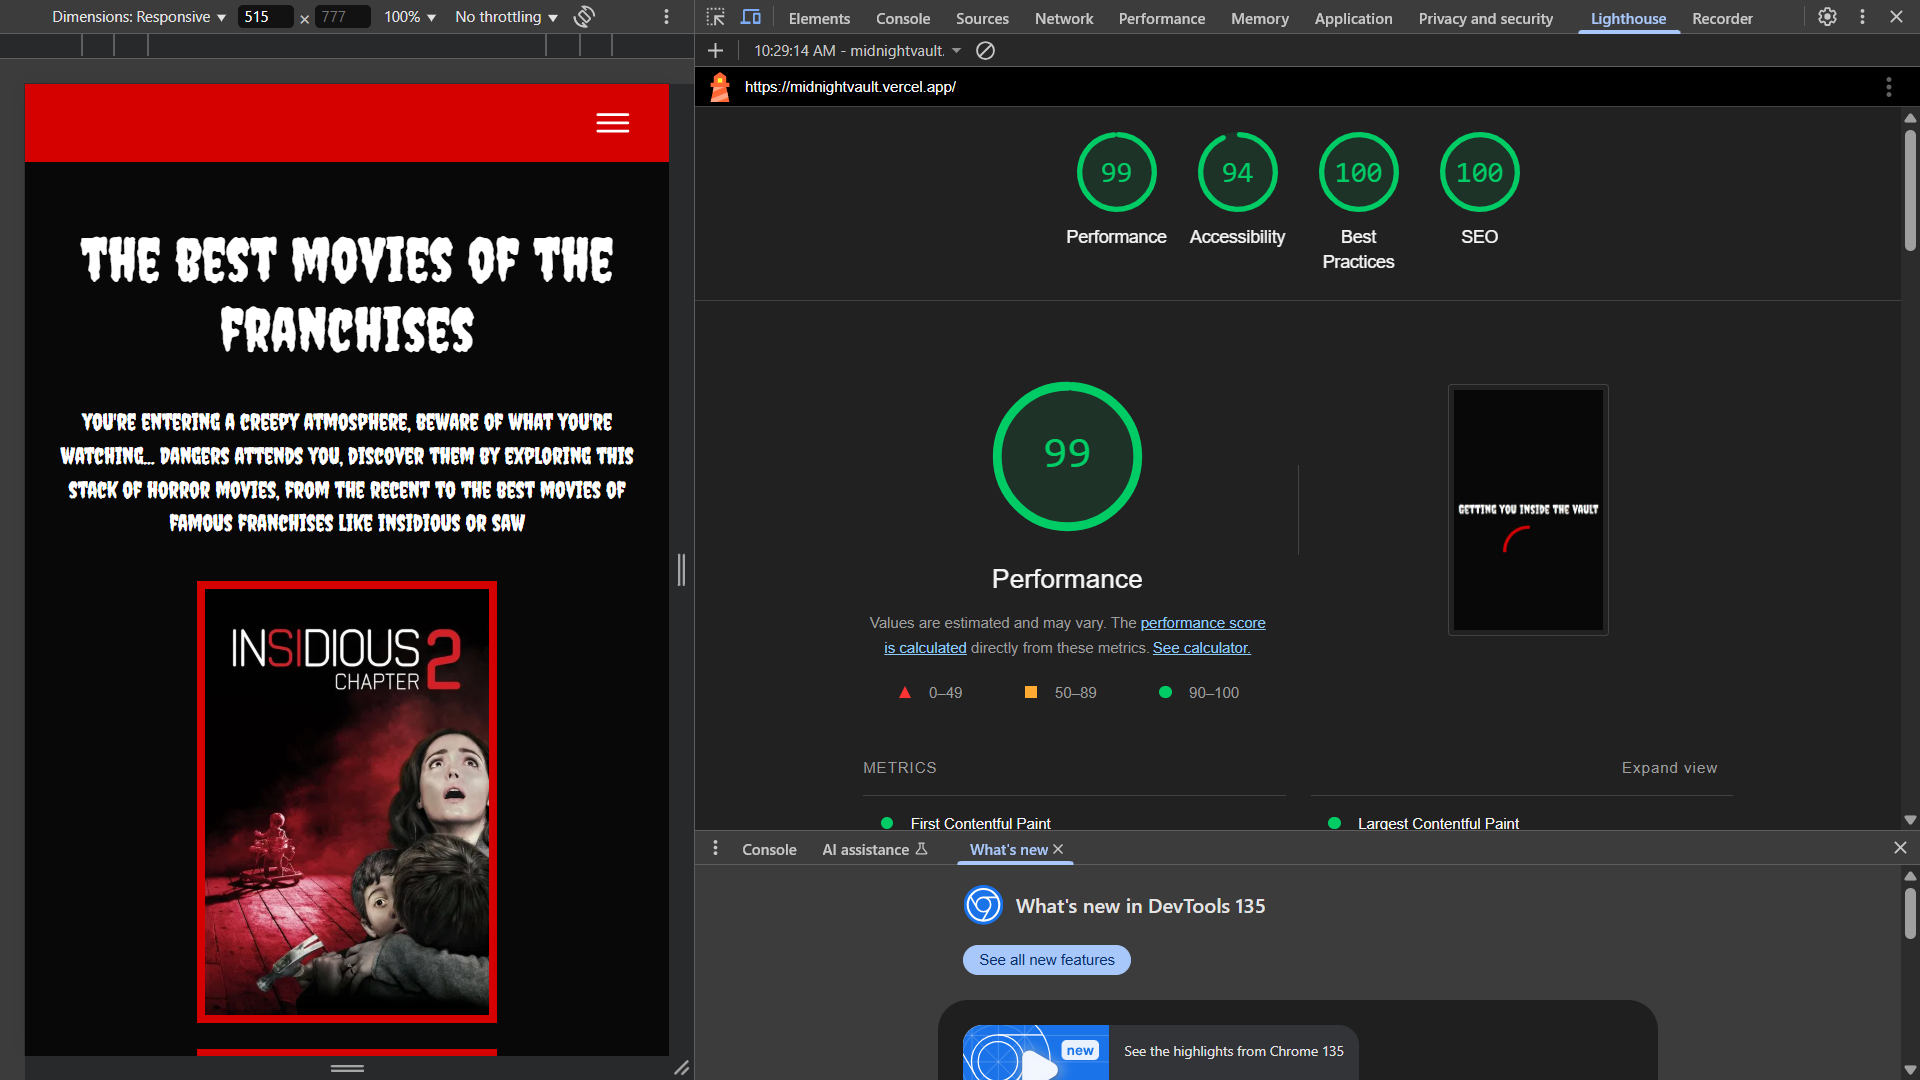 Dimensions: Responsive 515 × 777 100% No throttling
Elements Console Sources Network Performance Memory Application Privacy and security Lighthouse Recorder
10:29:14 AM - midnightvault.
https://midnightvault.vercel.app/
THE BEST MOVIES OF THE
FRANCHISES
YOU'RE ENTERING A CREEPY ATMOSPHERE, BEWARE OF WHAT YOU'RE
WATCHING... DANGERS ATTENDS YOU, DISCOVER THEM BY EXPLORING THIS
STACK OF HORROR MOVIES, FROM THE RECENT TO THE BEST MOVIES OF
FAMOUS FRANCHISES LIKE INSIDIOUS OR SAW
INSIDIOUS
CHAPTER 2
99 94 100 100
Performance Accessibility Best
Practices SEO
99
GETTING YOU INSIDE THE VAULT
Performance
Values are estimated and may vary. The performance score
is calculated directly from these metrics. See calculator.
0–49 50–89 90–100
METRICS Expand view
First Contentful Paint Largest Contentful Paint
Console AI assistance What's new
What's new in DevTools 135
See all new features
new
See the highlights from Chrome 135